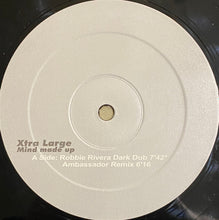 Xtra Large
Mind made up
A Side: Robbie Rivera Dark Dub 7'42"
Ambassador Remix 6'16